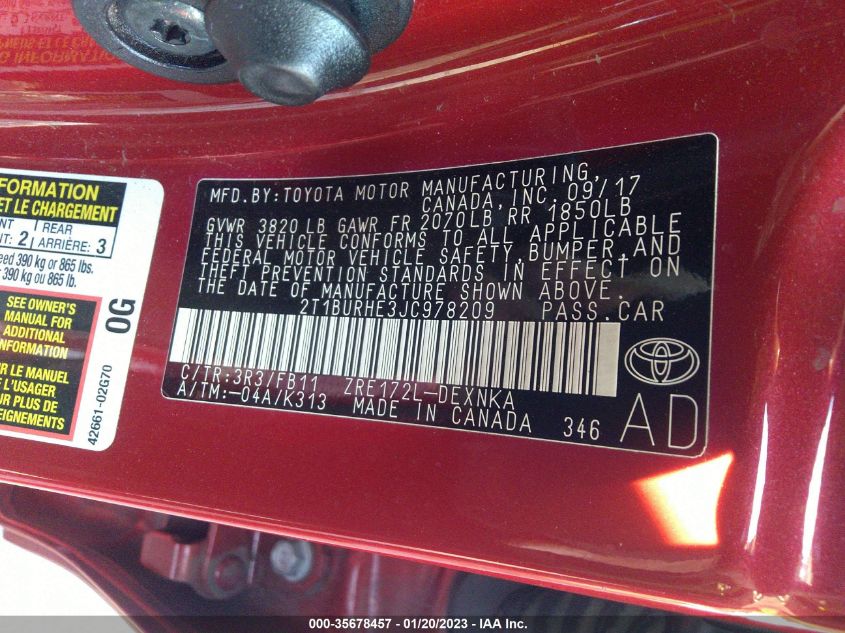 FORMATION
ET LE CHARGEMENT
REAR
2 ARRIÈRE: 3
390 kg or 865 lbs.
390 kg ou 865 lb.
SEE OWNER'S
MANUAL FOR
ADDITIONAL
INFORMATION
LE MANUEL
L'USAGER
PLUS DE
0G
42661-02G70
MFD.BY:TOYOTA MOTOR MANUFACTURING,
CANADA, INC. 09/17
GVWR 3820 LB GAWR FR 2070LB RR 1850LB
THIS VEHICLE CONFORMS TO ALL APPLICABLE
FEDERAL MOTOR VEHICLE SAFETY, BUMPER, AND
THEFT PREVENTION STANDARDS IN EFFECT ON
THE DATE OF MANUFACTURE SHOWN ABOVE.
2T1BURHE3JC978209 PASS.CAR
C/TR:3R3/FB11 ZRE172L-DEXNKA
A/TM:-04A/K313 MADE IN CANADA 346
AD
000-35678457 — 01/20/2023 — IAA Inc.